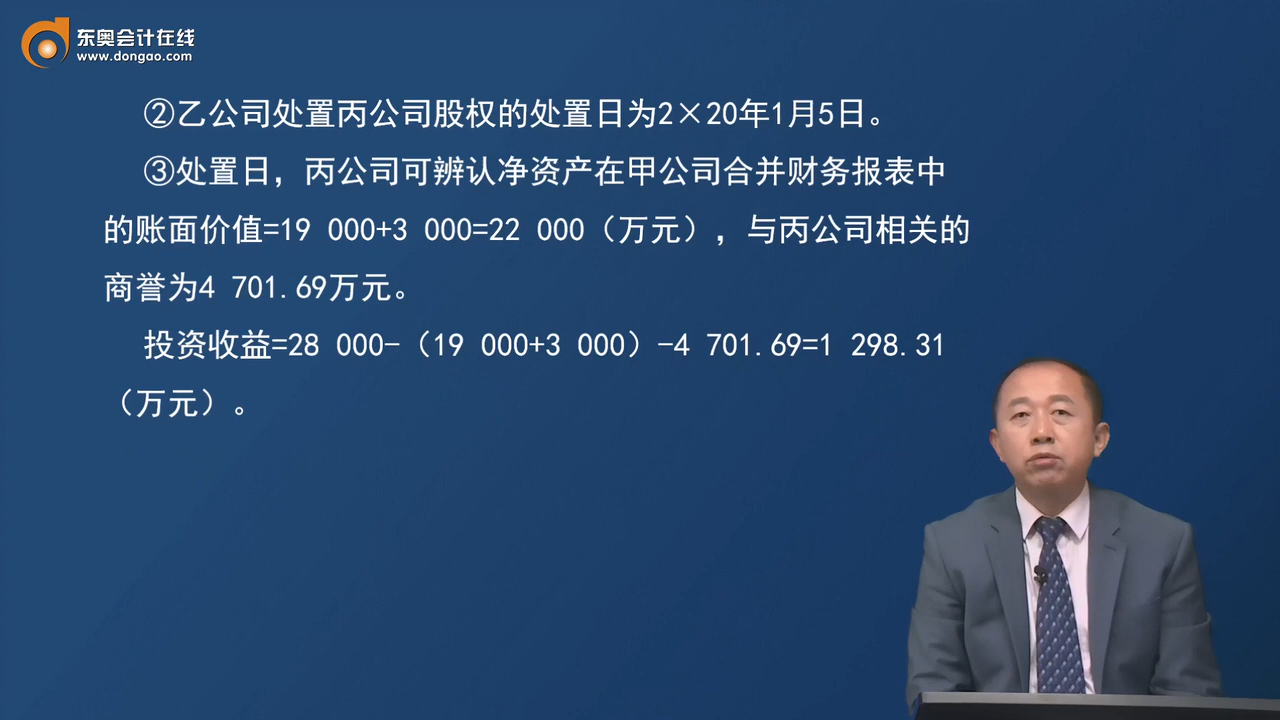 东奥会计在线
www.dongao.com
②乙公司处置丙公司股权的处置日为2×20年1月5日。
③处置日，丙公司可辨认净资产在甲公司合并财务报表中
的账面价值=19 000+3 000=22 000（万元），与丙公司相关的
商誉为4 701.69万元。
投资收益=28 000-（19 000+3 000）-4 701.69=1 298.31
（万元）。